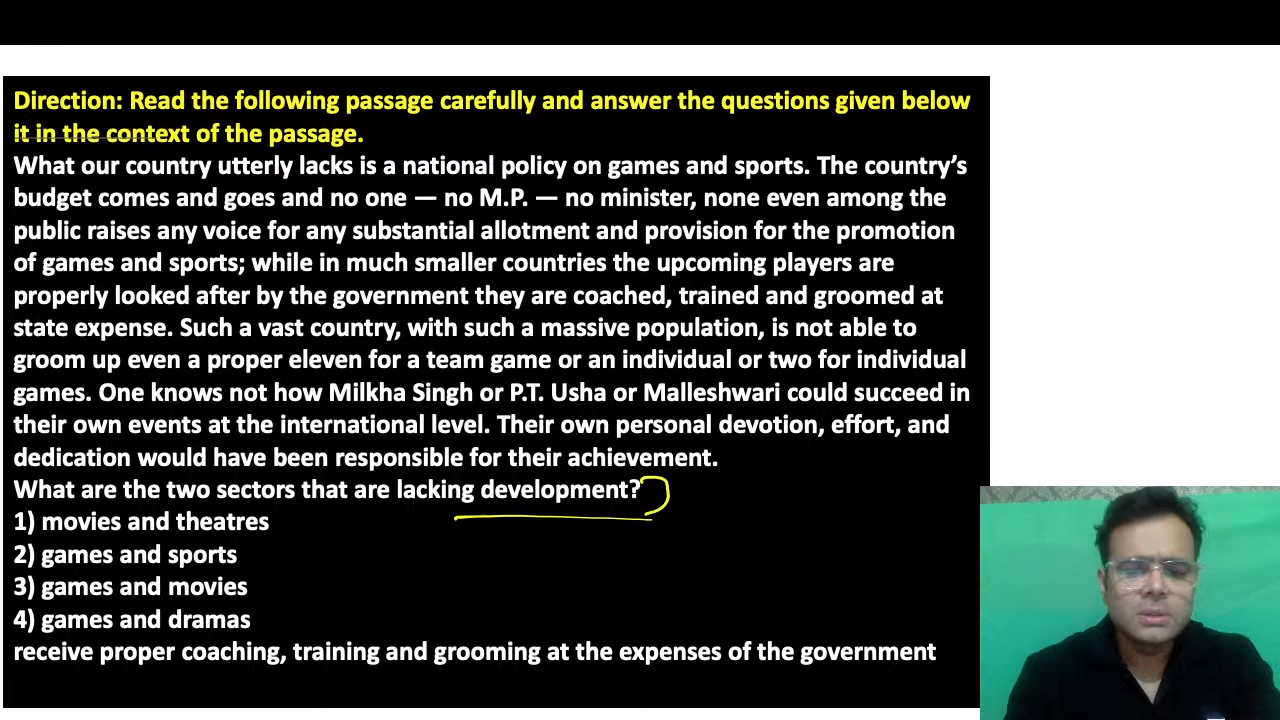 Direction: Read the following passage carefully and answer the questions given below
it in the context of the passage.
What our country utterly lacks is a national policy on games and sports. The country’s
budget comes and goes and no one — no M.P. — no minister, none even among the
public raises any voice for any substantial allotment and provision for the promotion
of games and sports; while in much smaller countries the upcoming players are
properly looked after by the government they are coached, trained and groomed at
state expense. Such a vast country, with such a massive population, is not able to
groom up even a proper eleven for a team game or an individual or two for individual
games. One knows not how Milkha Singh or P.T. Usha or Malleshwari could succeed in
their own events at the international level. Their own personal devotion, effort, and
dedication would have been responsible for their achievement.
What are the two sectors that are lacking development?
1) movies and theatres
2) games and sports
3) games and movies
4) games and dramas
receive proper coaching, training and grooming at the expenses of the government